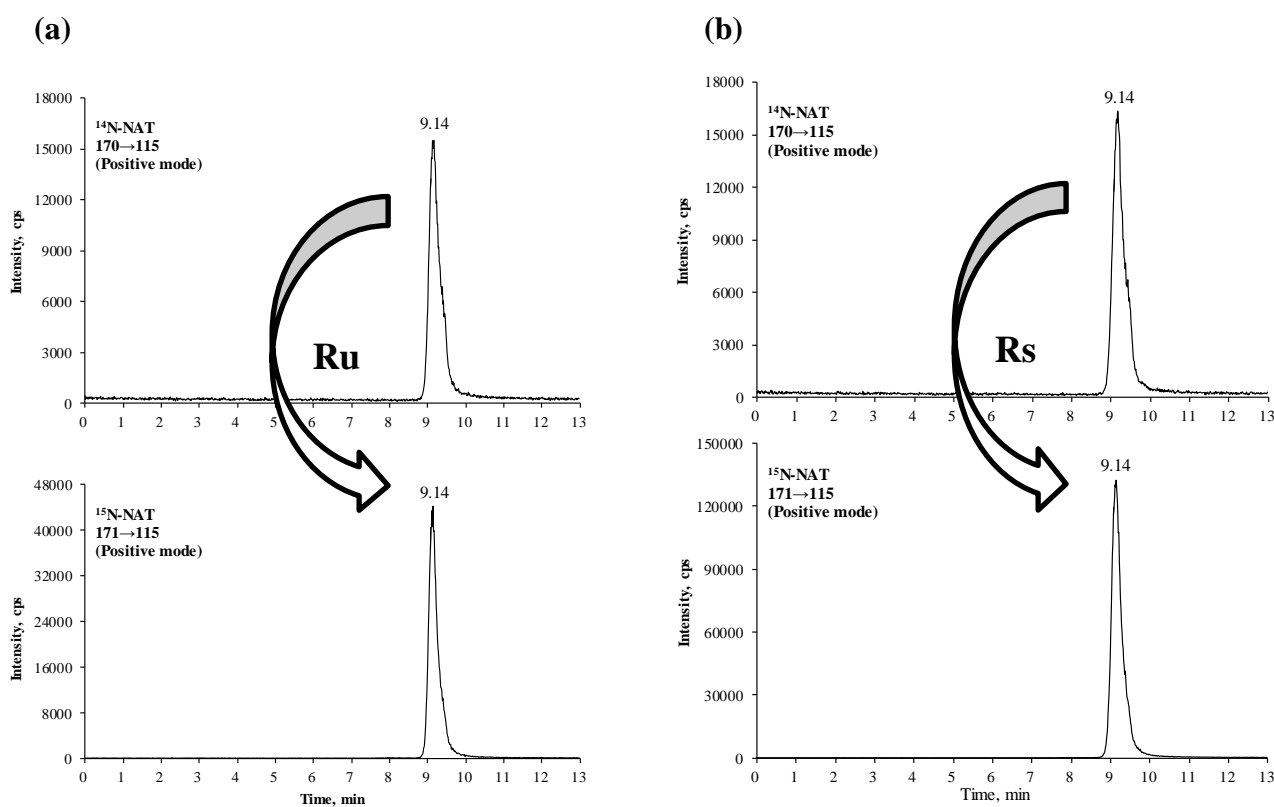 (a)
18000
15000
12000
9000
6000
3000
0
Intensity, cps
¹⁴N-NAT
170→115
(Positive mode)
9.14
Ru
0 1 2 3 4 5 6 7 8 9 10 11 12 13
48000
40000
32000
24000
16000
8000
0
Intensity, cps
¹⁵N-NAT
171→115
(Positive mode)
9.14
0 1 2 3 4 5 6 7 8 9 10 11 12 13
Time, min
(b)
18000
15000
12000
9000
6000
3000
0
Intensity, cps
¹⁴N-NAT
170→115
(Positive mode)
9.14
Rs
0 1 2 3 4 5 6 7 8 9 10 11 12 13
150000
120000
90000
60000
30000
0
Intensity, cps
¹⁵N-NAT
171→115
(Positive mode)
9.14
0 1 2 3 4 5 6 7 8 9 10 11 12 13
Time, min